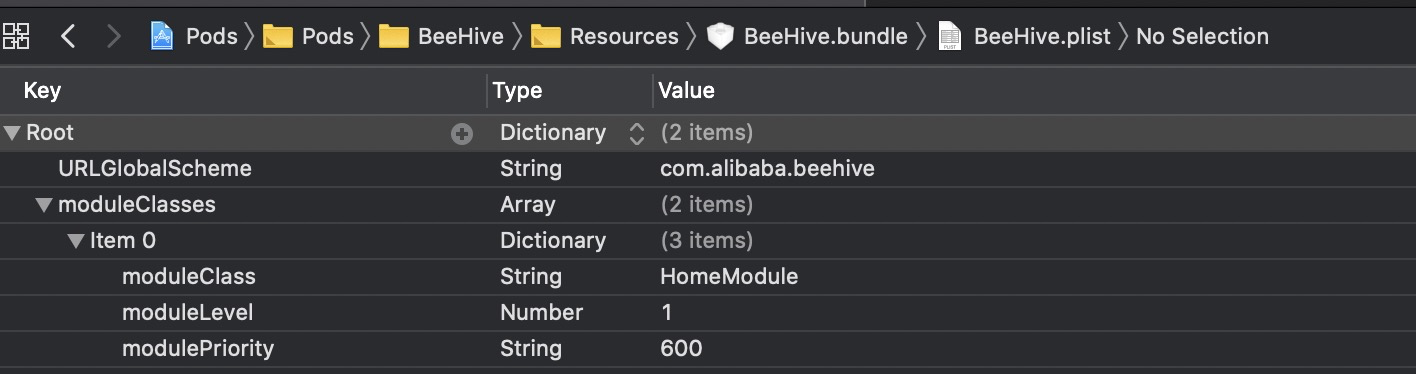 Pods Pods BeeHive Resources BeeHive.bundle BeeHive.plist No Selection
Key Type Value
Root Dictionary (2 items)
URLGlobalScheme String com.alibaba.beehive
moduleClasses Array (2 items)
Item 0 Dictionary (3 items)
moduleClass String HomeModule
moduleLevel Number 1
modulePriority String 600